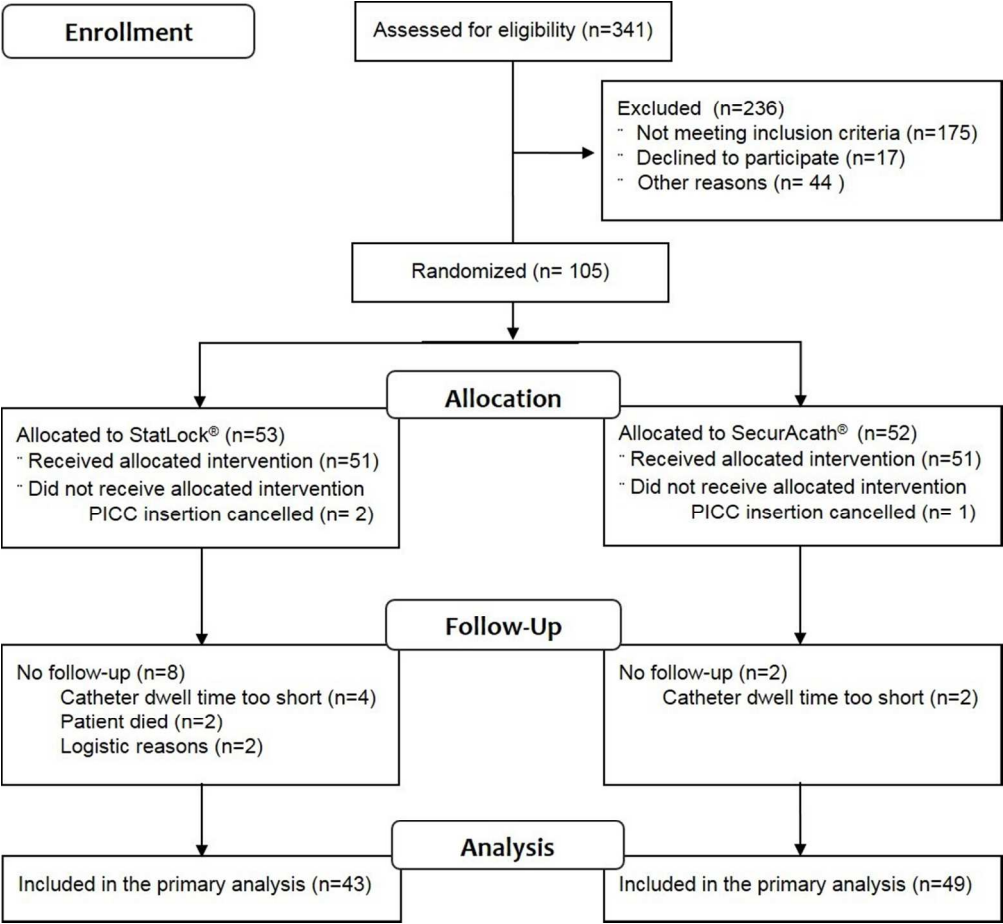 Enrollment
Assessed for eligibility (n=341)
Excluded (n=236)
¨ Not meeting inclusion criteria (n=175)
¨ Declined to participate (n=17)
¨ Other reasons (n= 44 )
Randomized (n= 105)
Allocation
Allocated to StatLock® (n=53)
¨ Received allocated intervention (n=51)
¨ Did not receive allocated intervention
PICC insertion cancelled (n= 2)
Allocated to SecurAcath® (n=52)
¨ Received allocated intervention (n=51)
¨ Did not receive allocated intervention
PICC insertion cancelled (n= 1)
Follow-Up
No follow-up (n=8)
Catheter dwell time too short (n=4)
Patient died (n=2)
Logistic reasons (n=2)
No follow-up (n=2)
Catheter dwell time too short (n=2)
Analysis
Included in the primary analysis (n=43)
Included in the primary analysis (n=49)